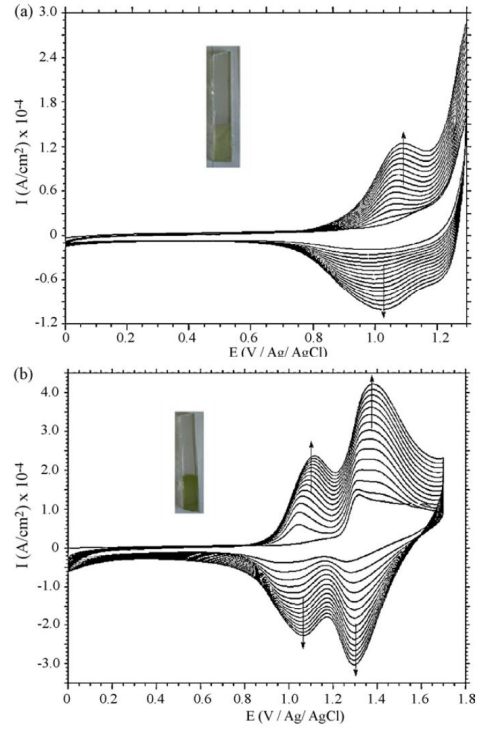 (a)
3.0
2.4
1.8
1.2
0.6
0
-0.6
-1.2
I (A/cm²) x 10⁻⁴
0 0.2 0.4 0.6 0.8 1.0 1.2
E (V / Ag/ AgCl)
(b)
4.0
3.0
2.0
1.0
0
-1.0
-2.0
-3.0
I (A/cm²) x 10⁻⁴
0 0.2 0.4 0.6 0.8 1.0 1.2 1.4 1.6 1.8
E (V / Ag/ AgCl)